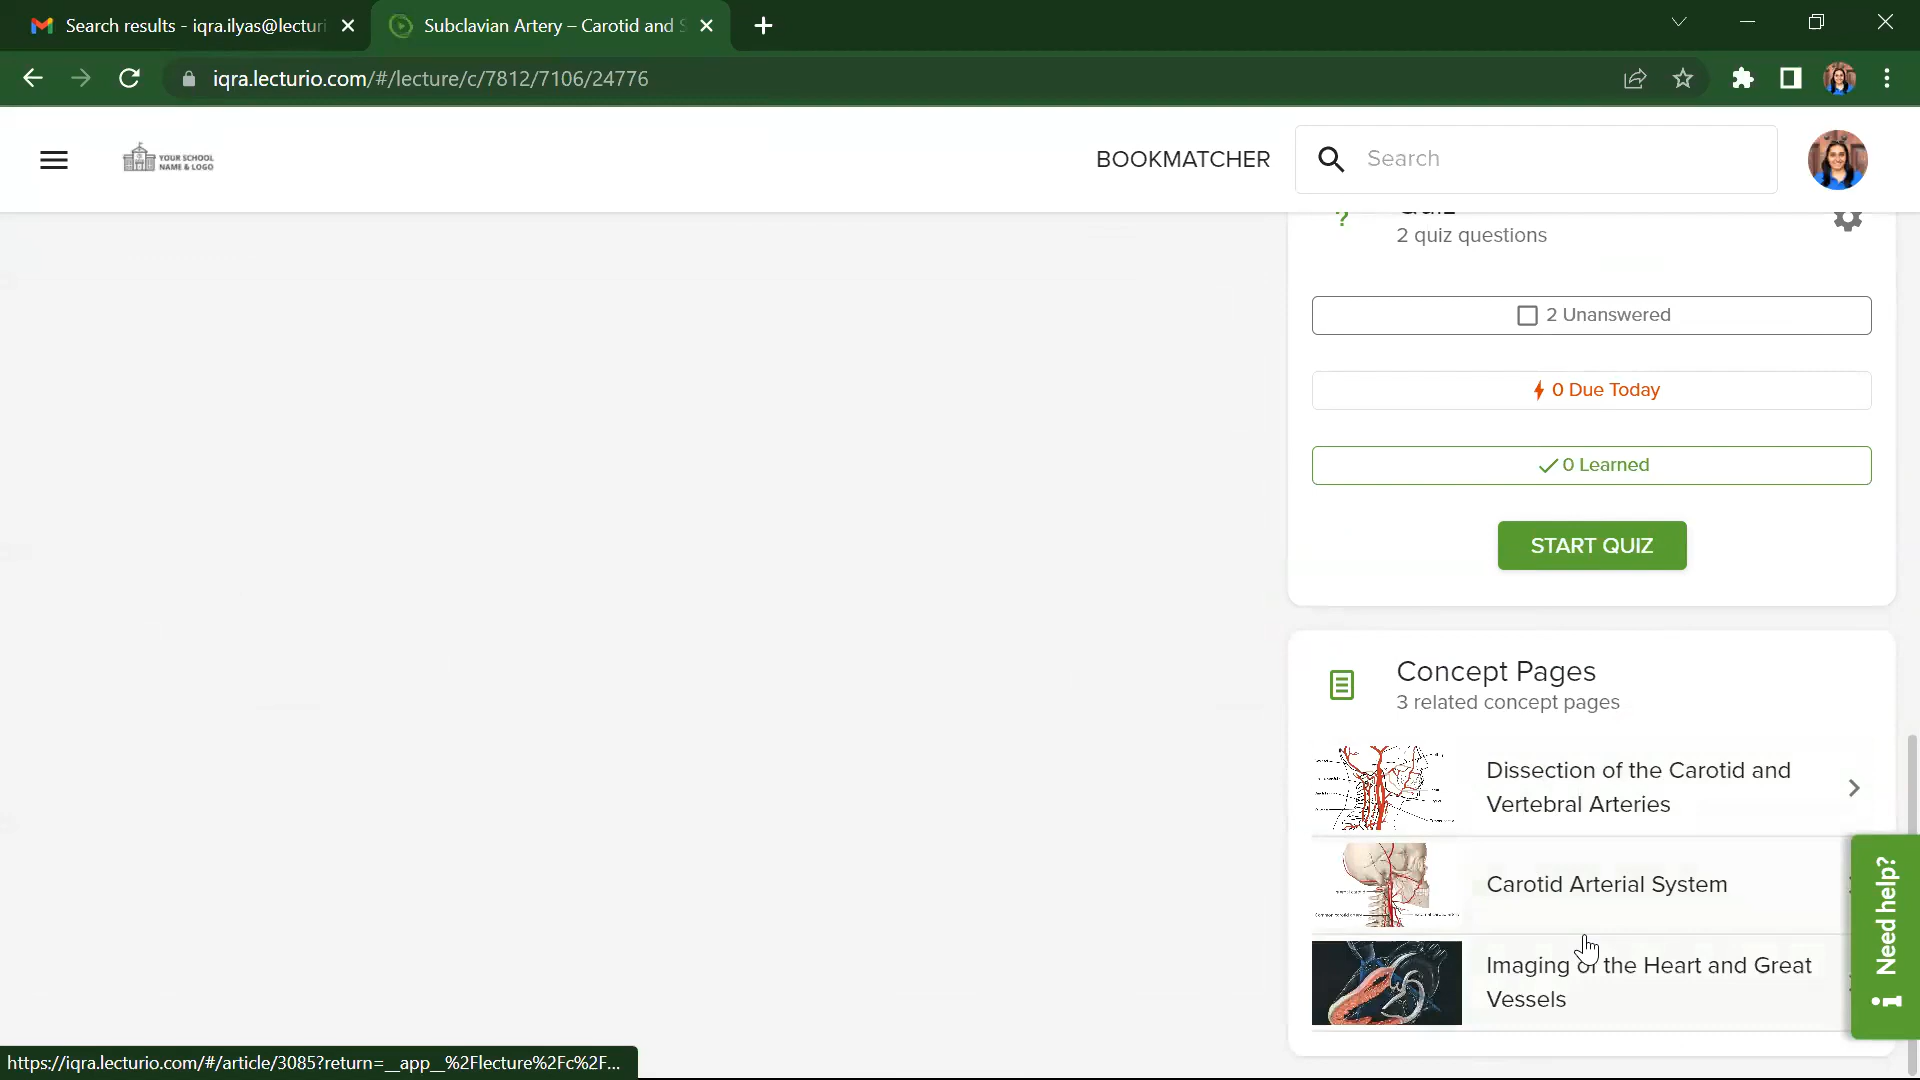 Search results - iqra.ilyas@lectur
Subclavian Artery – Carotid and S
iqra.lecturio.com/#/lecture/c/7812/7106/24776
YOUR SCHOOL
NAME & LOGO
BOOKMATCHER
Search
Quiz
2 quiz questions
2 Unanswered
0 Due Today
0 Learned
START QUIZ
Concept Pages
3 related concept pages
Dissection of the Carotid and
Vertebral Arteries
Carotid Arterial System
Imaging of the Heart and Great
Vessels
i Need help?
https://iqra.lecturio.com/#/article/3085?return=__app__%2Flecture%2Fc%2F...